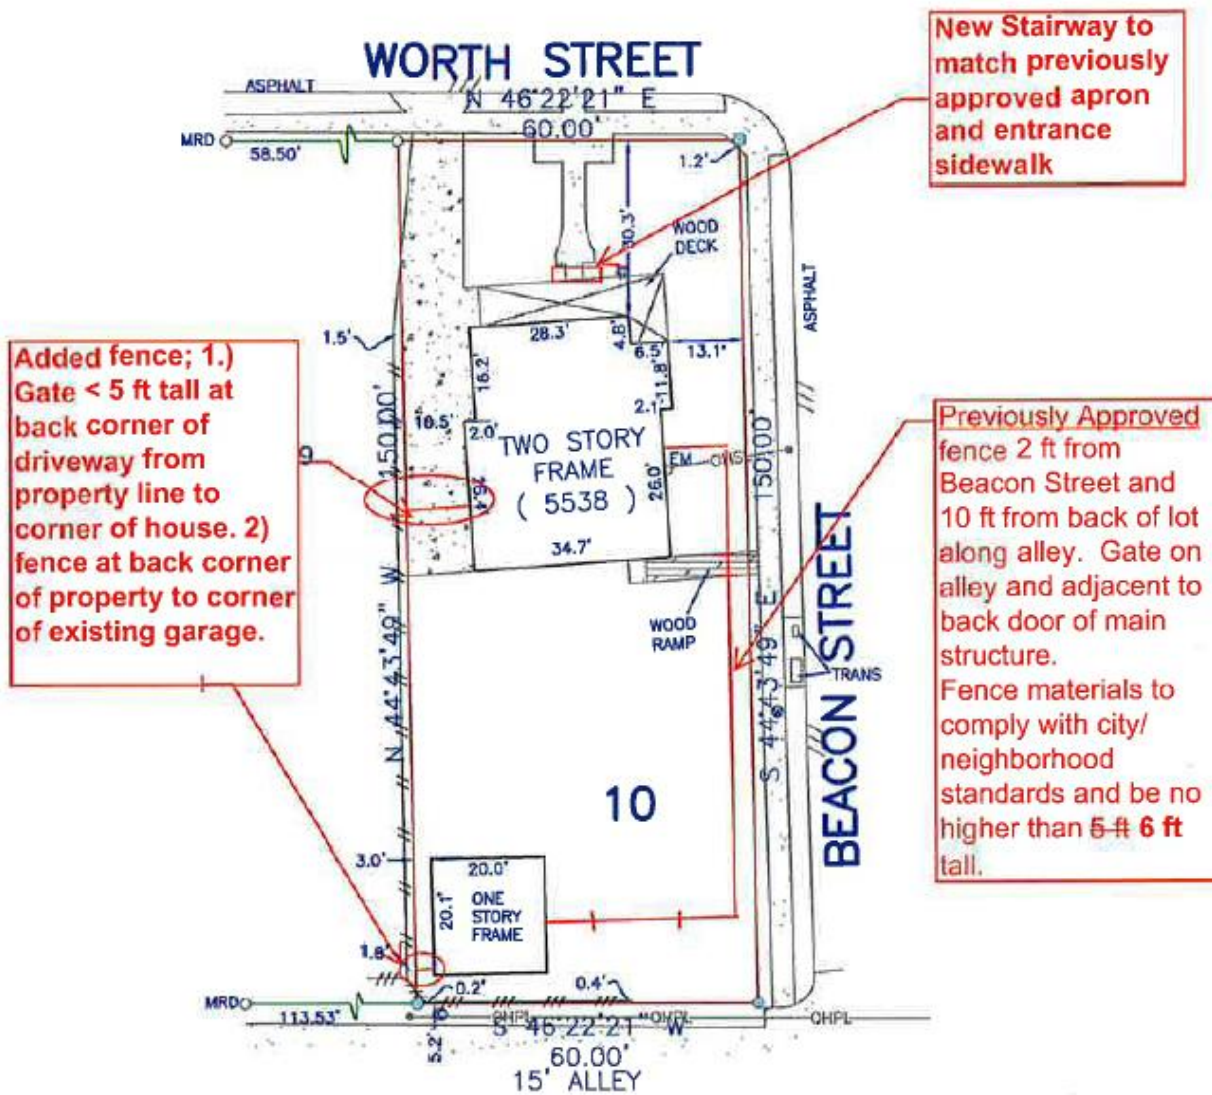 WORTH STREET
ASPHALT
N 46°22'21" E
60.00'
MRD
58.50'
1.2'
New Stairway to
match previously
approved apron
and entrance
sidewalk
30.3'
WOOD
DECK
ASPHALT
1.5'
28.3'
4.8'
6.5'
13.1'
16.2'
11.8'
2.1'
18.5'
2.0'
150.00'
150.00'
TWO STORY
FRAME
( 5538 )
EM
OHS
26.0'
16.4'
34.7'
9
Added fence; 1.)
Gate < 5 ft tall at
back corner of
driveway from
property line to
corner of house. 2)
fence at back corner
of property to corner
of existing garage.
Previously Approved
fence 2 ft from
Beacon Street and
10 ft from back of lot
along alley. Gate on
alley and adjacent to
back door of main
structure.
Fence materials to
comply with city/
neighborhood
standards and be no
higher than 5 ft 6 ft
tall.
WOOD
RAMP
N 44°43'49" W
S 44°43'49" E
BEACON STREET
TRANS
10
3.0'
20.0'
20.1'
ONE
STORY
FRAME
1.8'
0.2'
0.4'
MRD
113.53'
5.2'
OHPL
OHPL
OHPL
S 46°22'21" W
60.00'
15' ALLEY